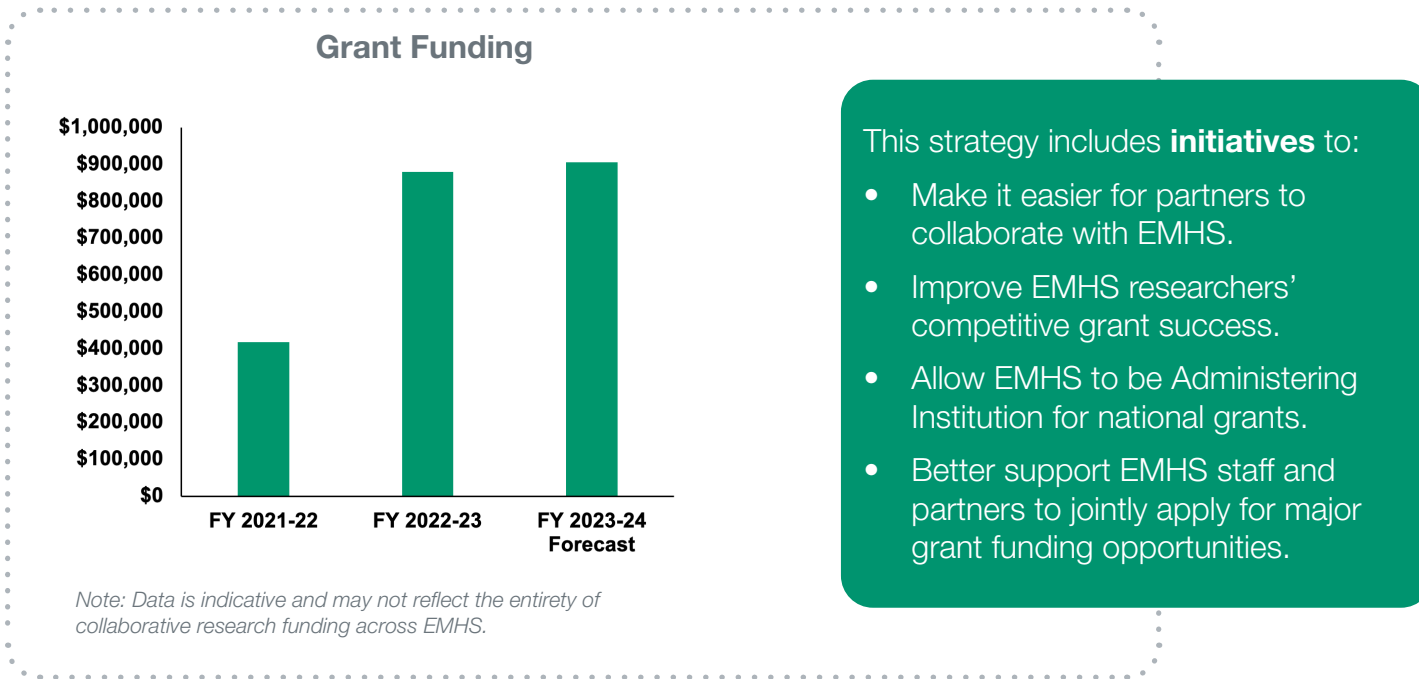 Grant Funding
$1,000,000
$900,000
$800,000
$700,000
$600,000
$500,000
$400,000
$300,000
$200,000
$100,000
$0
FY 2021-22
FY 2022-23
FY 2023-24
Forecast
Note: Data is indicative and may not reflect the entirety of
collaborative research funding across EMHS.
This strategy includes initiatives to:
• Make it easier for partners to
collaborate with EMHS.
• Improve EMHS researchers’
competitive grant success.
• Allow EMHS to be Administering
Institution for national grants.
• Better support EMHS staff and
partners to jointly apply for major
grant funding opportunities.